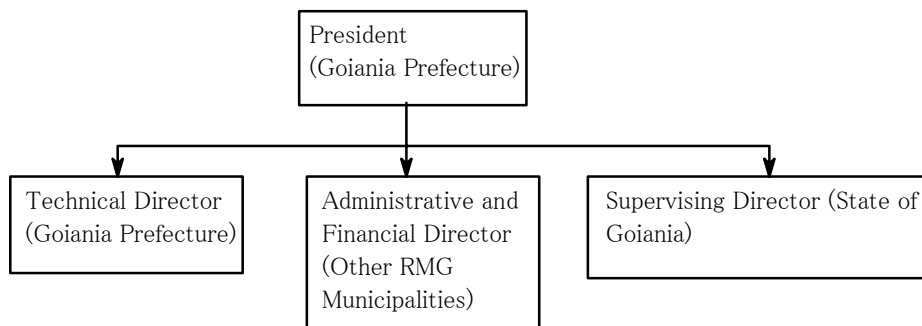 President
(Goiania Prefecture)
Technical Director
(Goiania Prefecture)
Administrative and
Financial Director
(Other RMG
Municipalities)
Supervising Director (State of
Goiania)